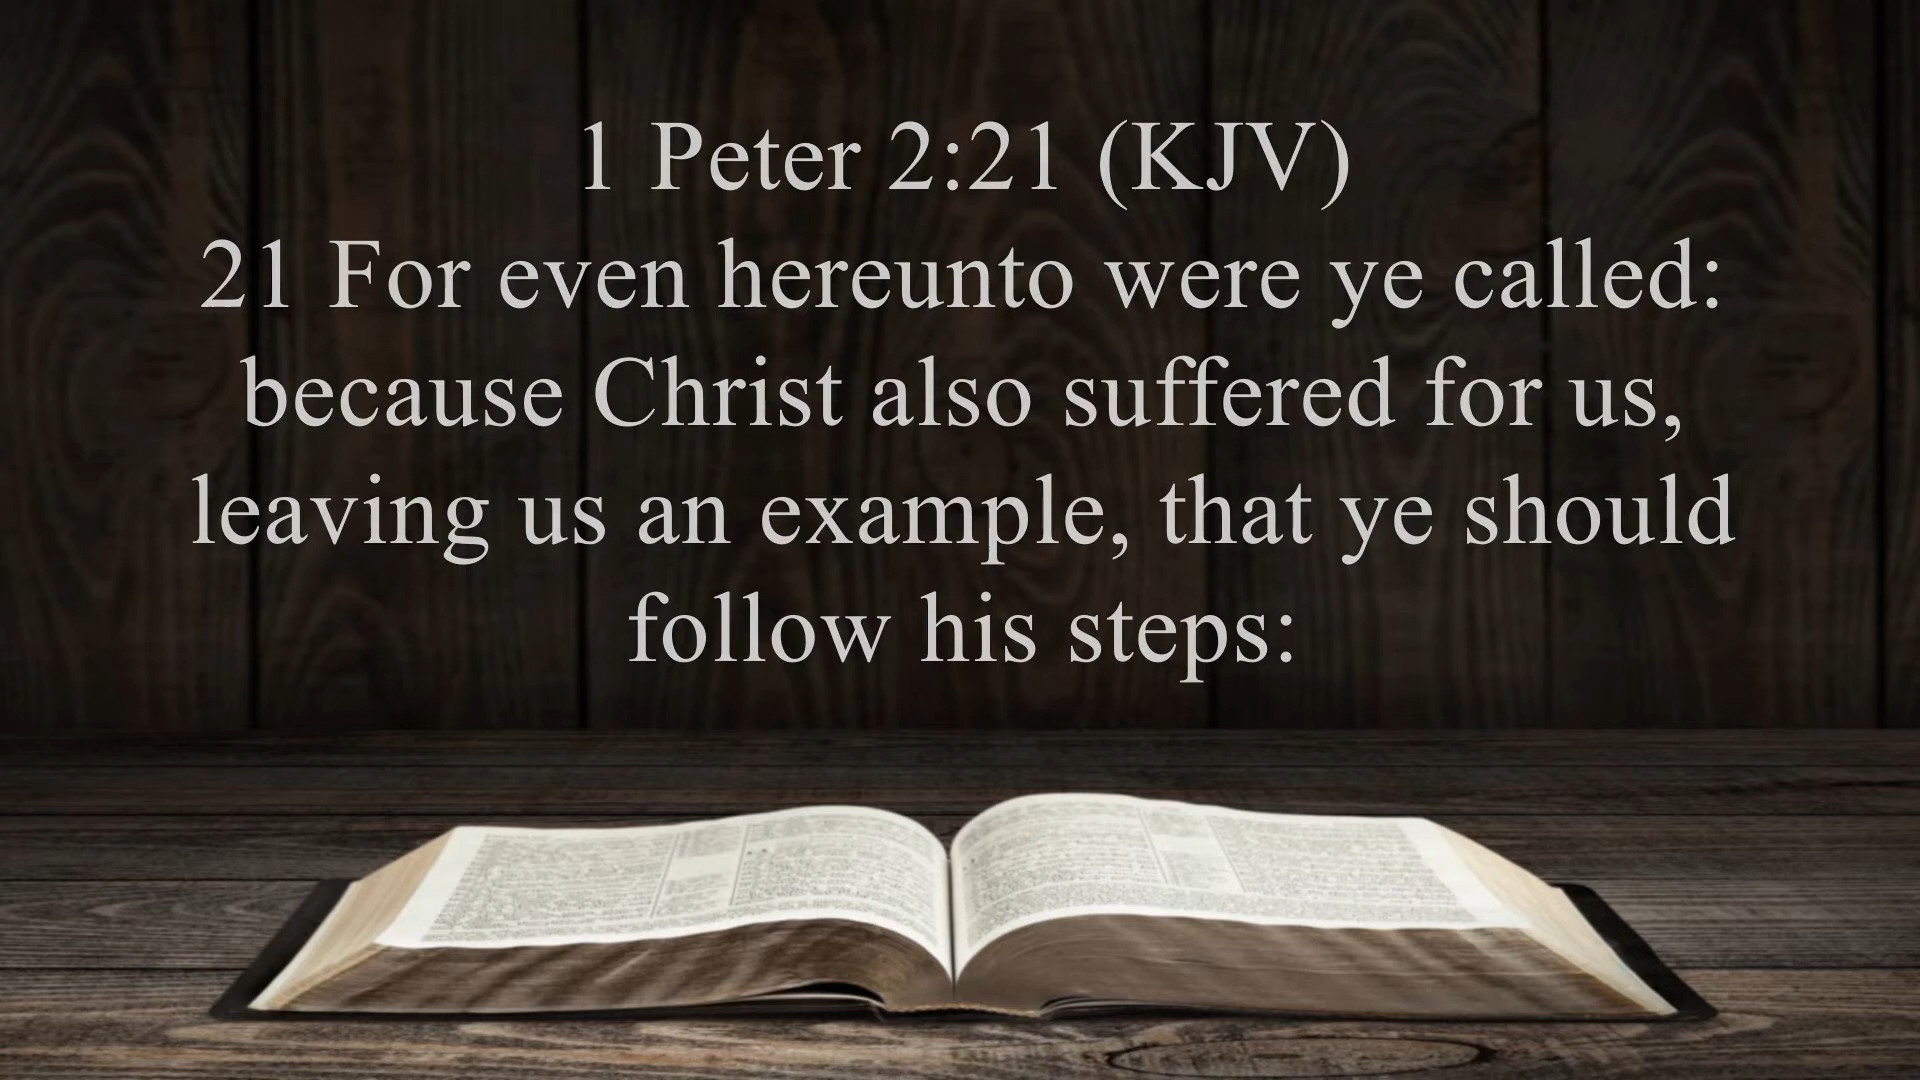 1 Peter 2:21 (KJV)
21 For even hereunto were ye called:
because Christ also suffered for us,
leaving us an example, that ye should
follow his steps: